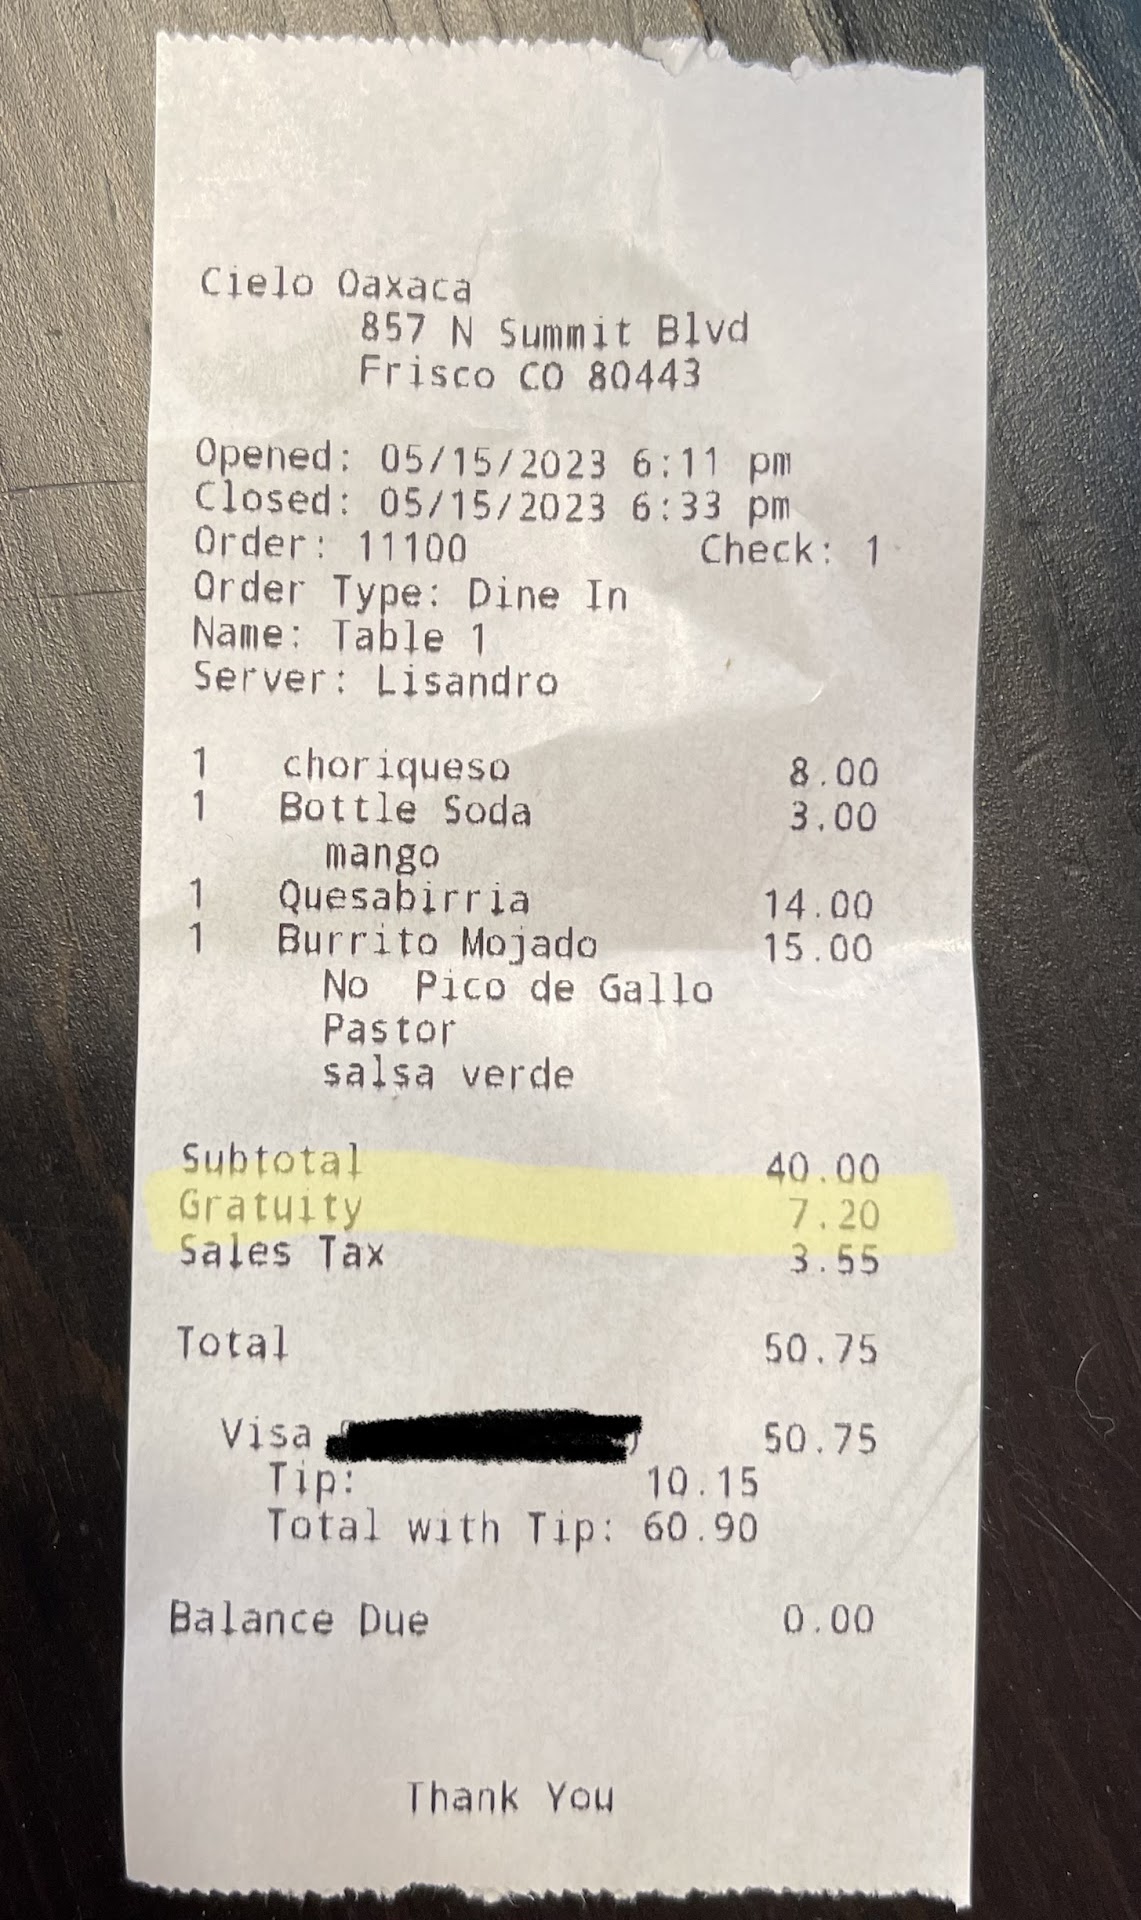 Cielo Oaxaca
857 N Summit Blvd
Frisco CO 80443
Opened: 05/15/2023 6:11 pm
Closed: 05/15/2023 6:33 pm
Order: 11100 Check: 1
Order Type: Dine In
Name: Table 1
Server: Lisandro
1 choriqueso 8.00
1 Bottle Soda 3.00
mango
1 Quesabirria 14.00
1 Burrito Mojado 15.00
No Pico de Gallo
Pastor
salsa verde
Subtotal 40.00
Gratuity 7.20
Sales Tax 3.55
Total 50.75
Visa 50.75
Tip: 10.15
Total with Tip: 60.90
Balance Due 0.00
Thank You